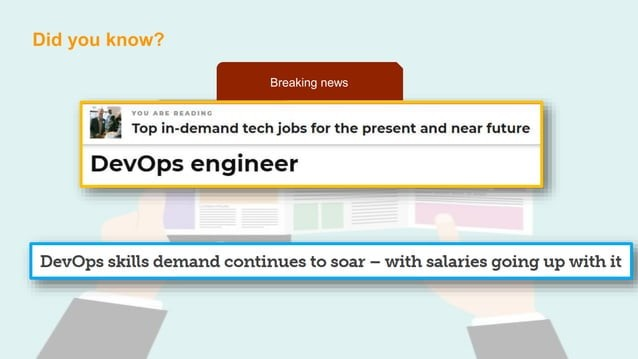 Did you know?
Breaking news
YOU ARE READING
Top in-demand tech jobs for the present and near future
DevOps engineer
DevOps skills demand continues to soar – with salaries going up with it